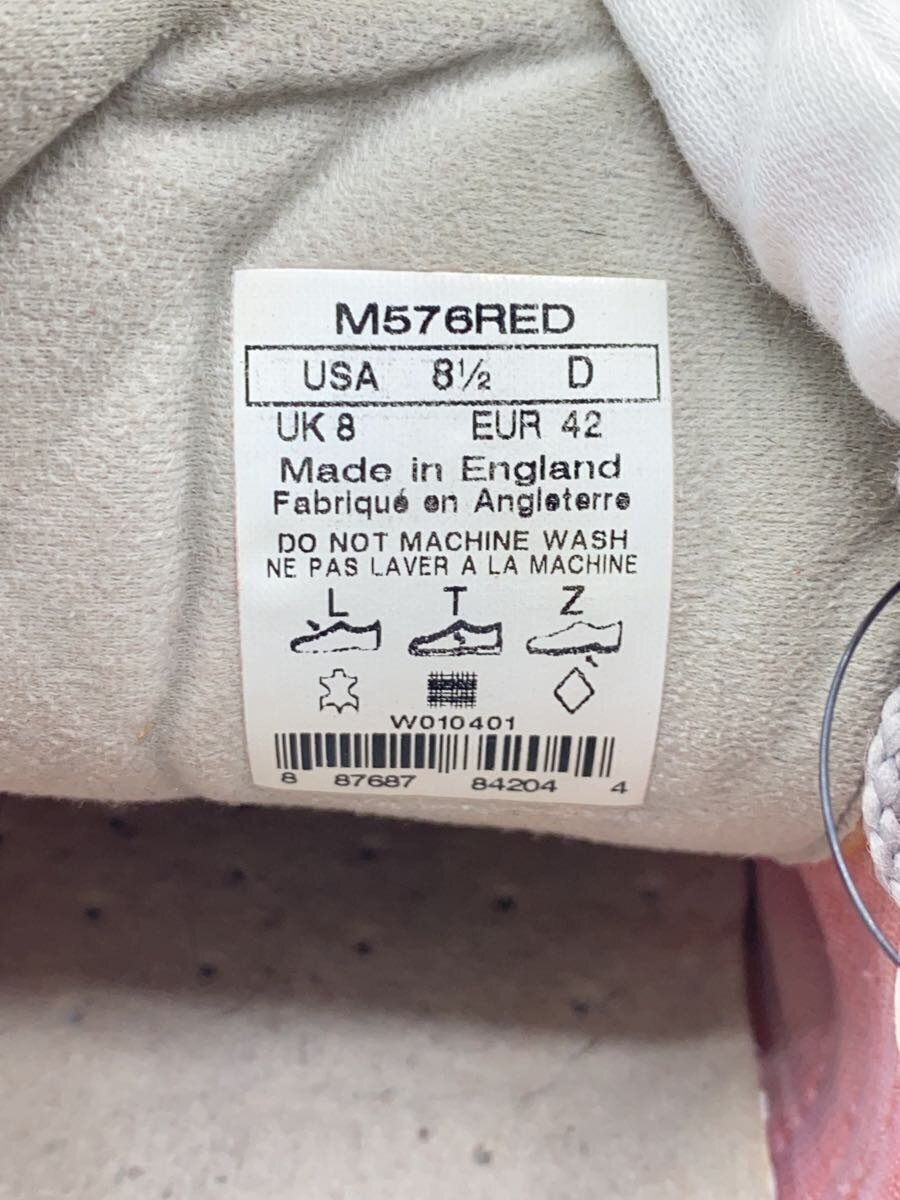 M576RED
USA 8½ D
UK 8 EUR 42
Made in England
Fabriqué en Angleterre
DO NOT MACHINE WASH
NE PAS LAVER A LA MACHINE
L T Z
W010401
8 87687 84204 4